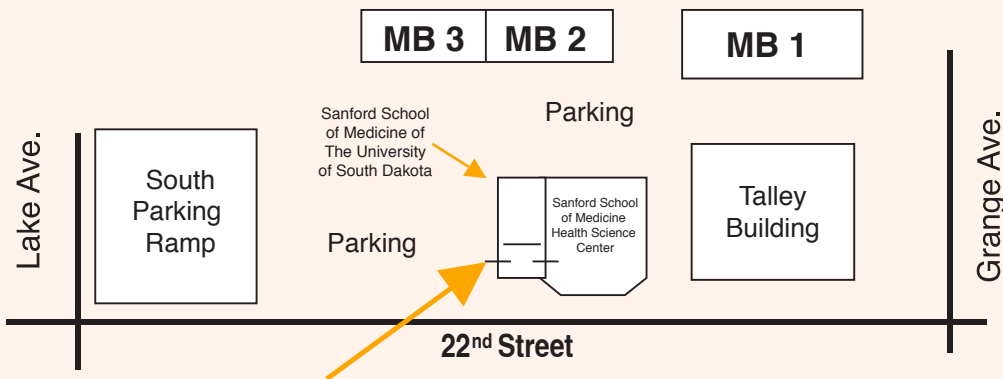 MB 3
MB 2
MB 1
Parking
Sanford School
of Medicine of
The University
of South Dakota
Lake Ave.
South
Parking
Ramp
Parking
Sanford School
of Medicine
Health Science
Center
Talley
Building
Grange Ave.
22nd Street